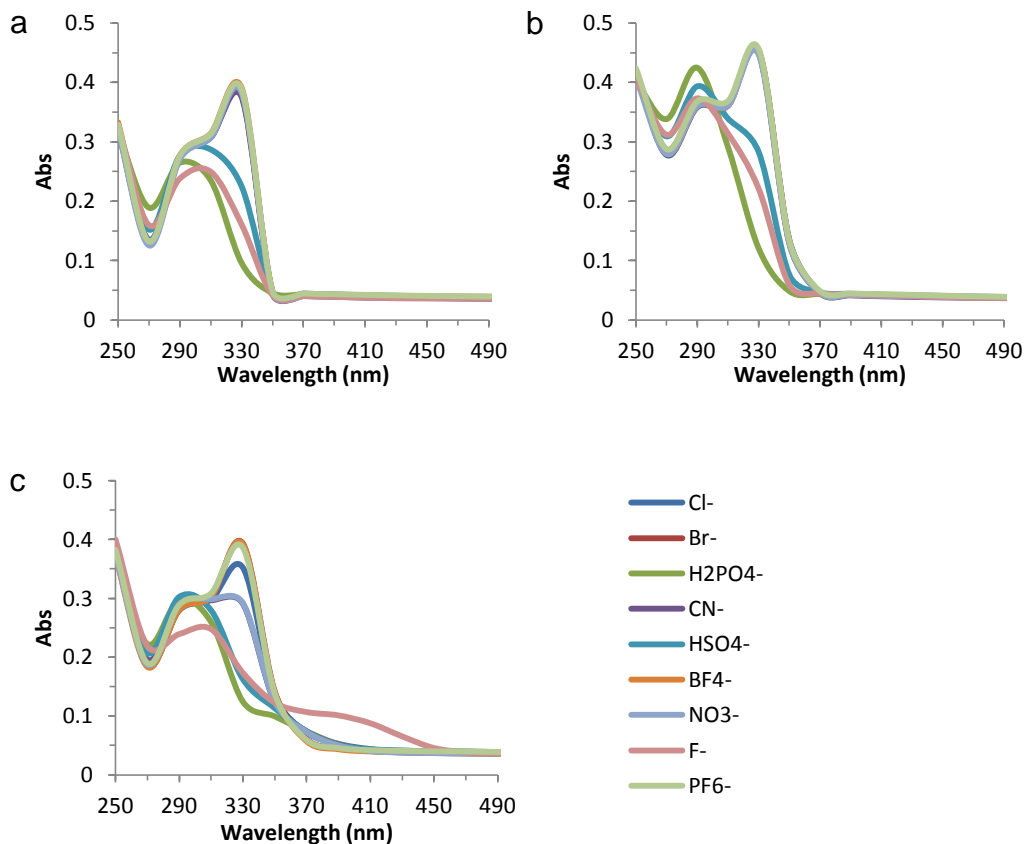 a
0.5
0.4
0.3
0.2
0.1
0
Abs
250 290 330 370 410 450 490
Wavelength (nm)
b
0.5
0.4
0.3
0.2
0.1
0
Abs
250 290 330 370 410 450 490
Wavelength (nm)
c
0.5
0.4
0.3
0.2
0.1
0
Abs
250 290 330 370 410 450 490
Wavelength (nm)
Cl-
Br-
H2PO4-
CN-
HSO4-
BF4-
NO3-
F-
PF6-